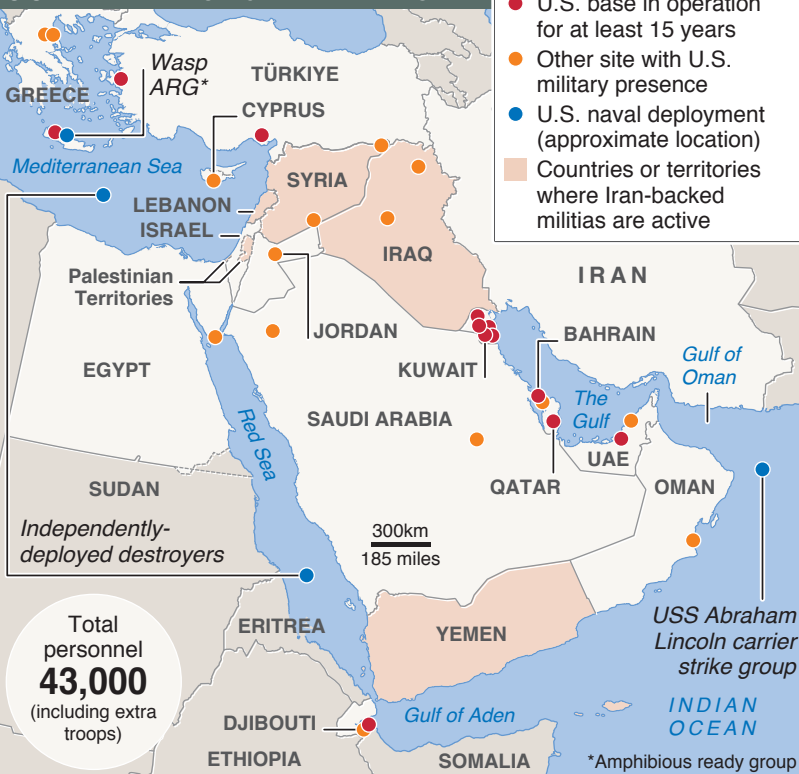 U.S. base in operation
for at least 15 years
Other site with U.S.
military presence
U.S. naval deployment
(approximate location)
Countries or territories
where Iran-backed
militias are active
Wasp
ARG*
TÜRKIYE
GREECE
CYPRUS
Mediterranean Sea
SYRIA
LEBANON
ISRAEL
IRAQ
Palestinian
Territories
IRAN
JORDAN
BAHRAIN
KUWAIT
EGYPT
Gulf of
Oman
The
Gulf
SAUDI ARABIA
Red Sea
UAE
QATAR
OMAN
SUDAN
300km
185 miles
Independently-
deployed destroyers
USS Abraham
Lincoln carrier
strike group
Total
personnel
43,000
(including extra
troops)
ERITREA
YEMEN
INDIAN
OCEAN
DJIBOUTI
Gulf of Aden
ETHIOPIA
SOMALIA
*Amphibious ready group